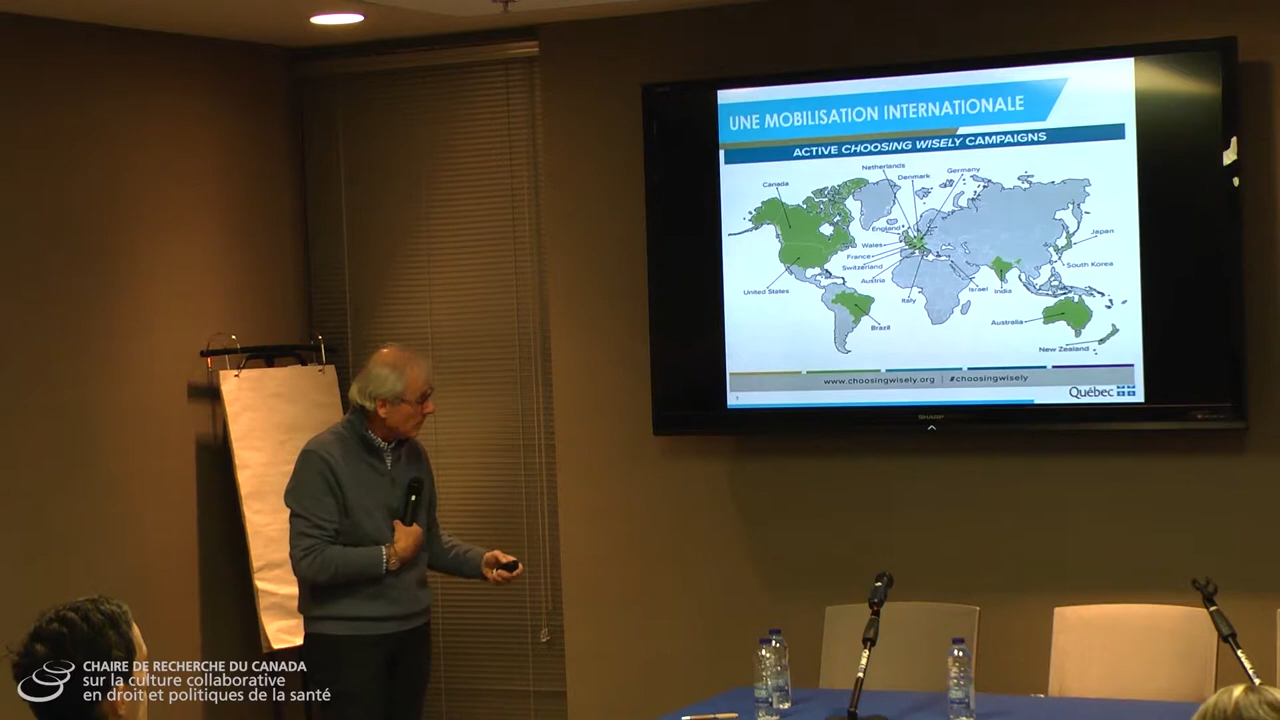 UNE MOBILISATION INTERNATIONALE
ACTIVE CHOOSING WISELY CAMPAIGNS
Netherlands
Denmark
Germany
Canada
England
Wales
France
Switzerland
Austria
Italy
Israel
India
Japan
South Korea
United States
Brazil
Australia
New Zealand
www.choosingwisely.org | #choosingwisely
Québec
SHARP
CHAIRE DE RECHERCHE DU CANADA
sur la culture collaborative
en droit et politiques de la santé